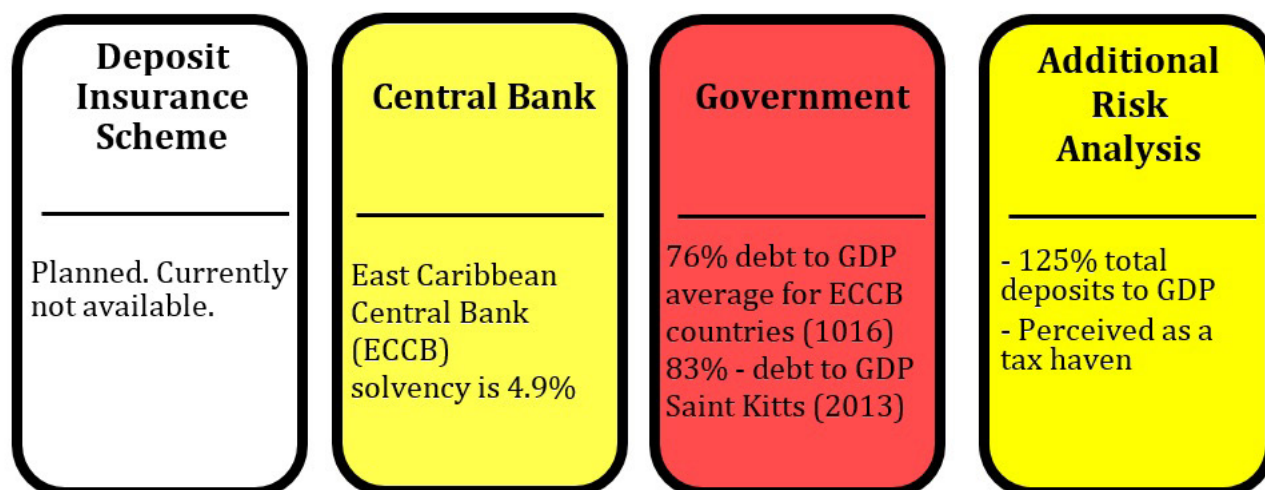 Deposit
Insurance
Scheme
Planned. Currently
not available.
Central Bank
East Caribbean
Central Bank
(ECCB)
solvency is 4.9%
Government
76% debt to GDP
average for ECCB
countries (1016)
83% - debt to GDP
Saint Kitts (2013)
Additional
Risk
Analysis
- 125% total
deposits to GDP
- Perceived as a
tax haven